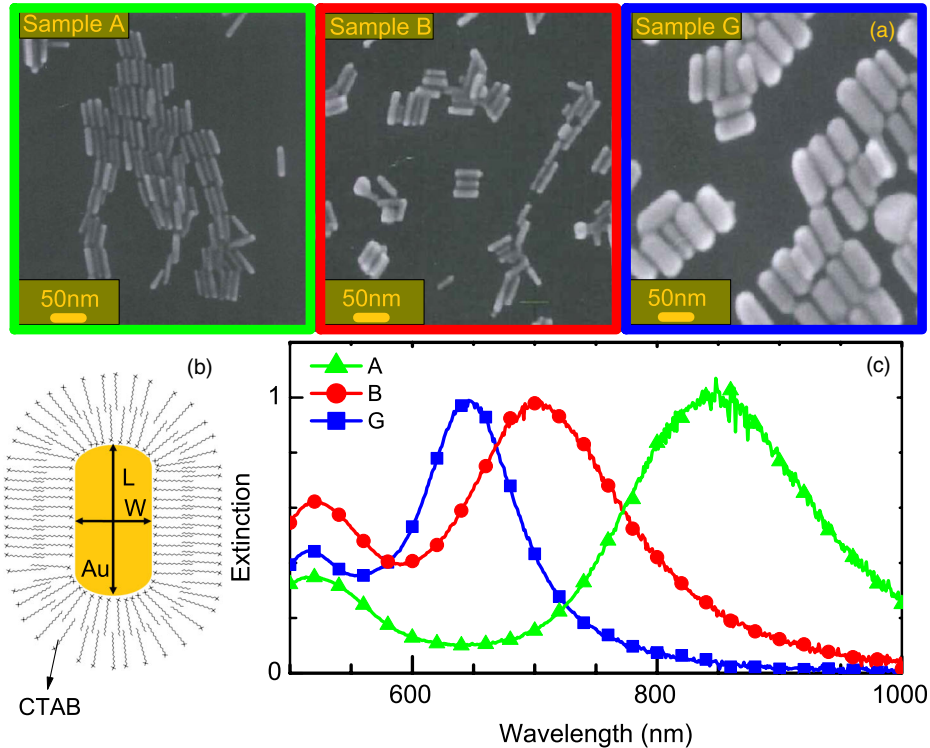 Sample A
Sample B
Sample G
(a)
50nm
50nm
50nm
(b)
L
W
Au
CTAB
(c)
A
B
G
1
0
Extinction
600
800
1000
Wavelength (nm)